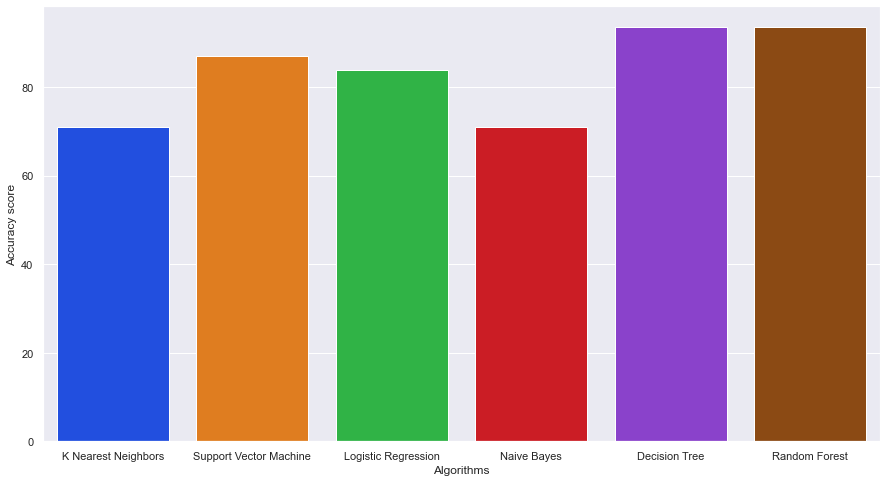 Accuracy score
80
60
40
20
0
K Nearest Neighbors
Support Vector Machine
Logistic Regression
Naive Bayes
Decision Tree
Random Forest
Algorithms